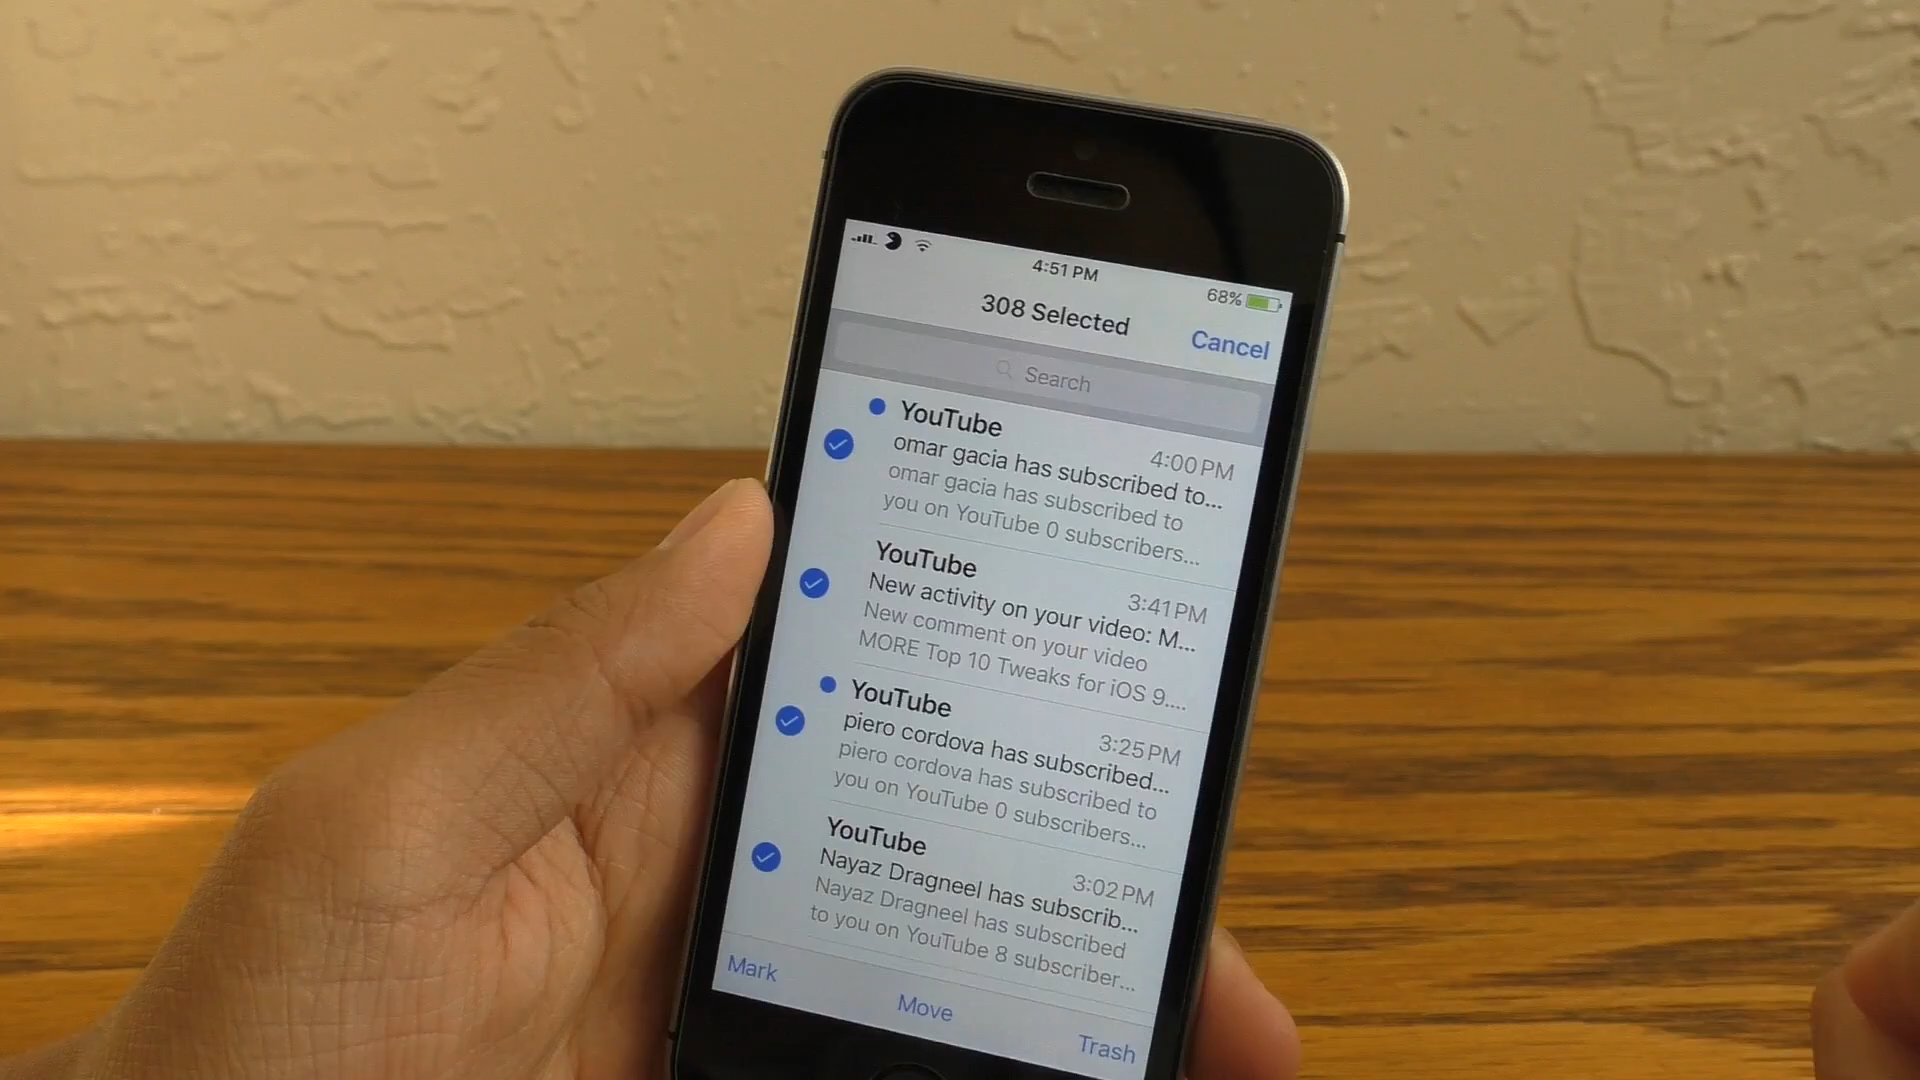 4:51 PM
68%
308 Selected
Cancel
Search
YouTube
4:00 PM
omar gacia has subscribed to...
omar gacia has subscribed to
you on YouTube 0 subscribers...
YouTube
3:41 PM
New activity on your video: M...
New comment on your video
MORE Top 10 Tweaks for iOS 9....
YouTube
3:25 PM
piero cordova has subscribed...
piero cordova has subscribed to
you on YouTube 0 subscribers...
YouTube
3:02 PM
Nayaz Dragneel has subscrib...
Nayaz Dragneel has subscribed
to you on YouTube 8 subscriber...
Mark
Move
Trash